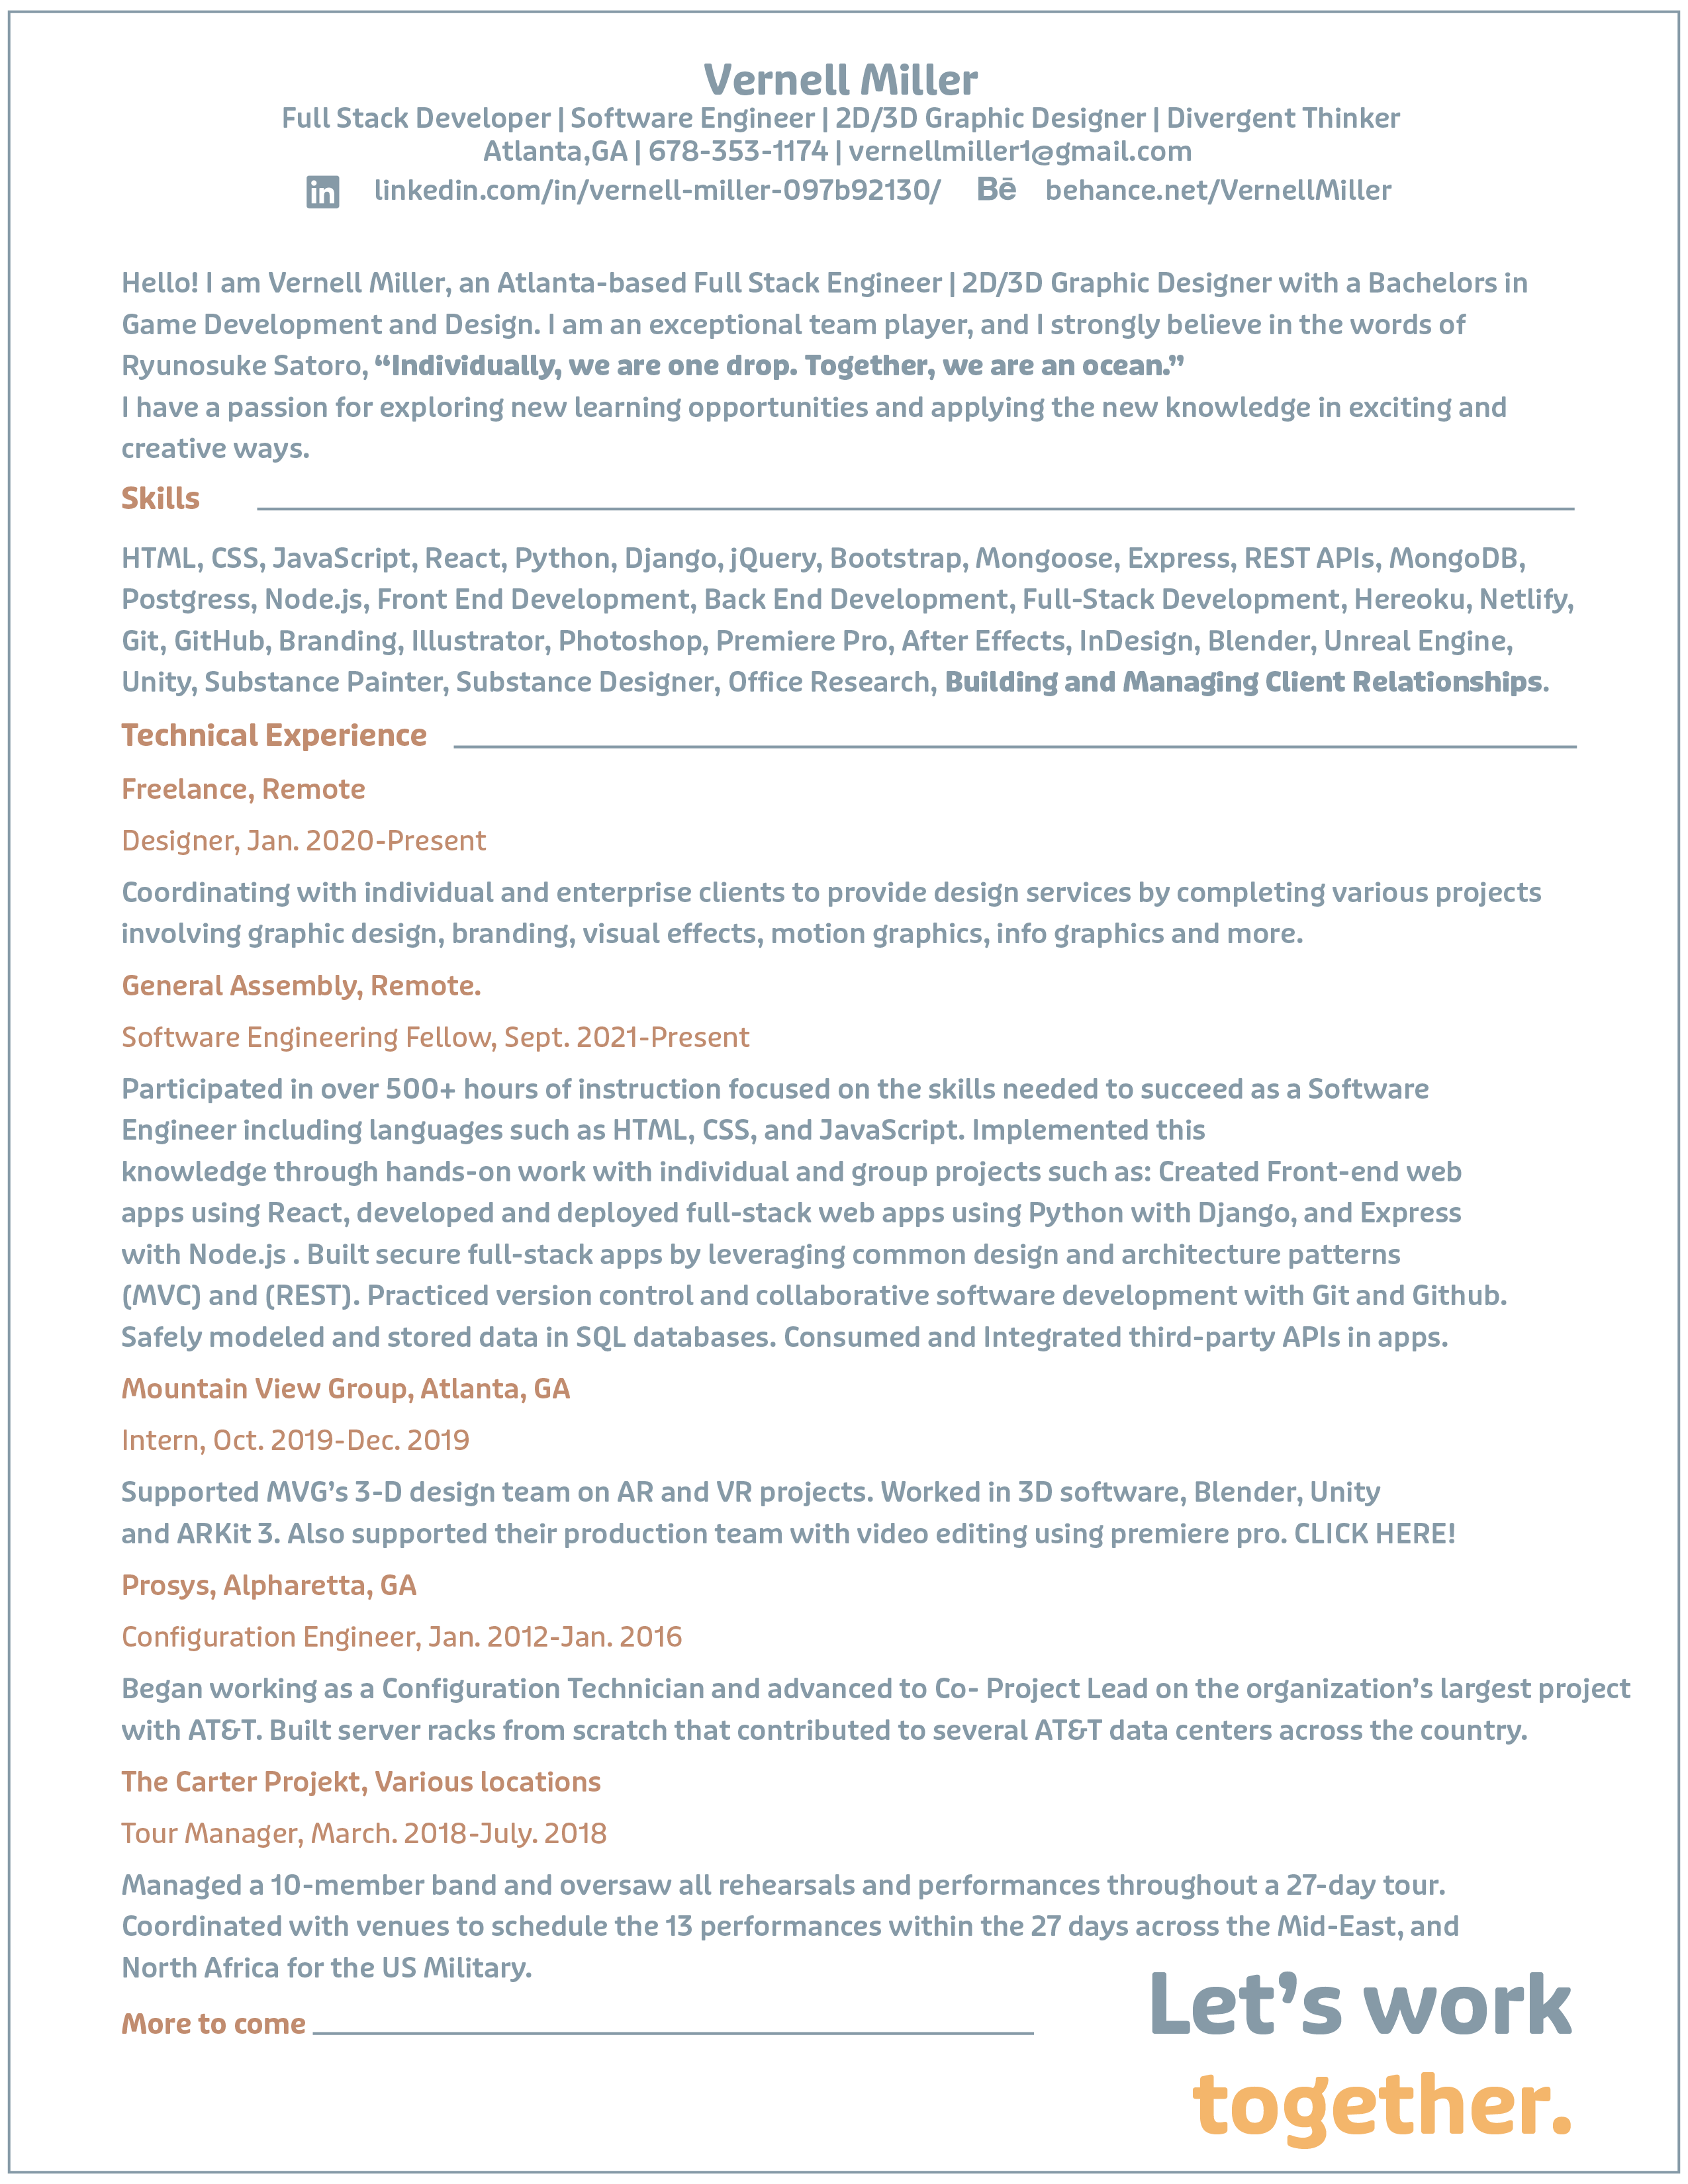 Vernell Miller
Full Stack Developer | Software Engineer | 2D/3D Graphic Designer | Divergent Thinker
Atlanta,GA | 678-353-1174 | vernellmiller1@gmail.com
in linkedin.com/in/vernell-miller-097b92130/ Bē behance.net/VernellMiller
Hello! I am Vernell Miller, an Atlanta-based Full Stack Engineer | 2D/3D Graphic Designer with a Bachelors in
Game Development and Design. I am an exceptional team player, and I strongly believe in the words of
Ryunosuke Satoro, “Individually, we are one drop. Together, we are an ocean.”
I have a passion for exploring new learning opportunities and applying the new knowledge in exciting and
creative ways.
Skills
HTML, CSS, JavaScript, React, Python, Django, jQuery, Bootstrap, Mongoose, Express, REST APIs, MongoDB,
Postgress, Node.js, Front End Development, Back End Development, Full-Stack Development, Hereoku, Netlify,
Git, GitHub, Branding, Illustrator, Photoshop, Premiere Pro, After Effects, InDesign, Blender, Unreal Engine,
Unity, Substance Painter, Substance Designer, Office Research, Building and Managing Client Relationships.
Technical Experience
Freelance, Remote
Designer, Jan. 2020-Present
Coordinating with individual and enterprise clients to provide design services by completing various projects
involving graphic design, branding, visual effects, motion graphics, info graphics and more.
General Assembly, Remote.
Software Engineering Fellow, Sept. 2021-Present
Participated in over 500+ hours of instruction focused on the skills needed to succeed as a Software
Engineer including languages such as HTML, CSS, and JavaScript. Implemented this
knowledge through hands-on work with individual and group projects such as: Created Front-end web
apps using React, developed and deployed full-stack web apps using Python with Django, and Express
with Node.js . Built secure full-stack apps by leveraging common design and architecture patterns
(MVC) and (REST). Practiced version control and collaborative software development with Git and Github.
Safely modeled and stored data in SQL databases. Consumed and Integrated third-party APIs in apps.
Mountain View Group, Atlanta, GA
Intern, Oct. 2019-Dec. 2019
Supported MVG’s 3-D design team on AR and VR projects. Worked in 3D software, Blender, Unity
and ARKit 3. Also supported their production team with video editing using premiere pro. CLICK HERE!
Prosys, Alpharetta, GA
Configuration Engineer, Jan. 2012-Jan. 2016
Began working as a Configuration Technician and advanced to Co- Project Lead on the organization’s largest project
with AT&T. Built server racks from scratch that contributed to several AT&T data centers across the country.
The Carter Projekt, Various locations
Tour Manager, March. 2018-July. 2018
Managed a 10-member band and oversaw all rehearsals and performances throughout a 27-day tour.
Coordinated with venues to schedule the 13 performances within the 27 days across the Mid-East, and
North Africa for the US Military.
More to come
Let’s work
together.